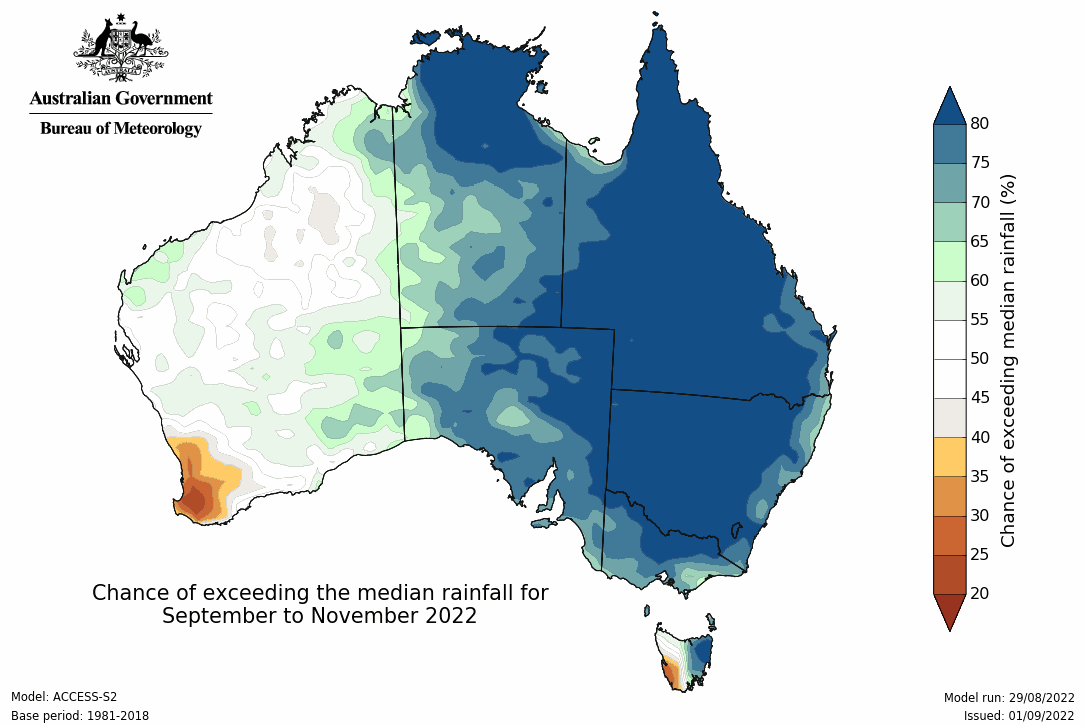 Australian Government
Bureau of Meteorology
80
75
70
65
60
55
50
45
40
35
30
25
20
Chance of exceeding median rainfall (%)
Chance of exceeding the median rainfall for
September to November 2022
Model: ACCESS-S2
Base period: 1981-2018
Model run: 29/08/2022
Issued: 01/09/2022